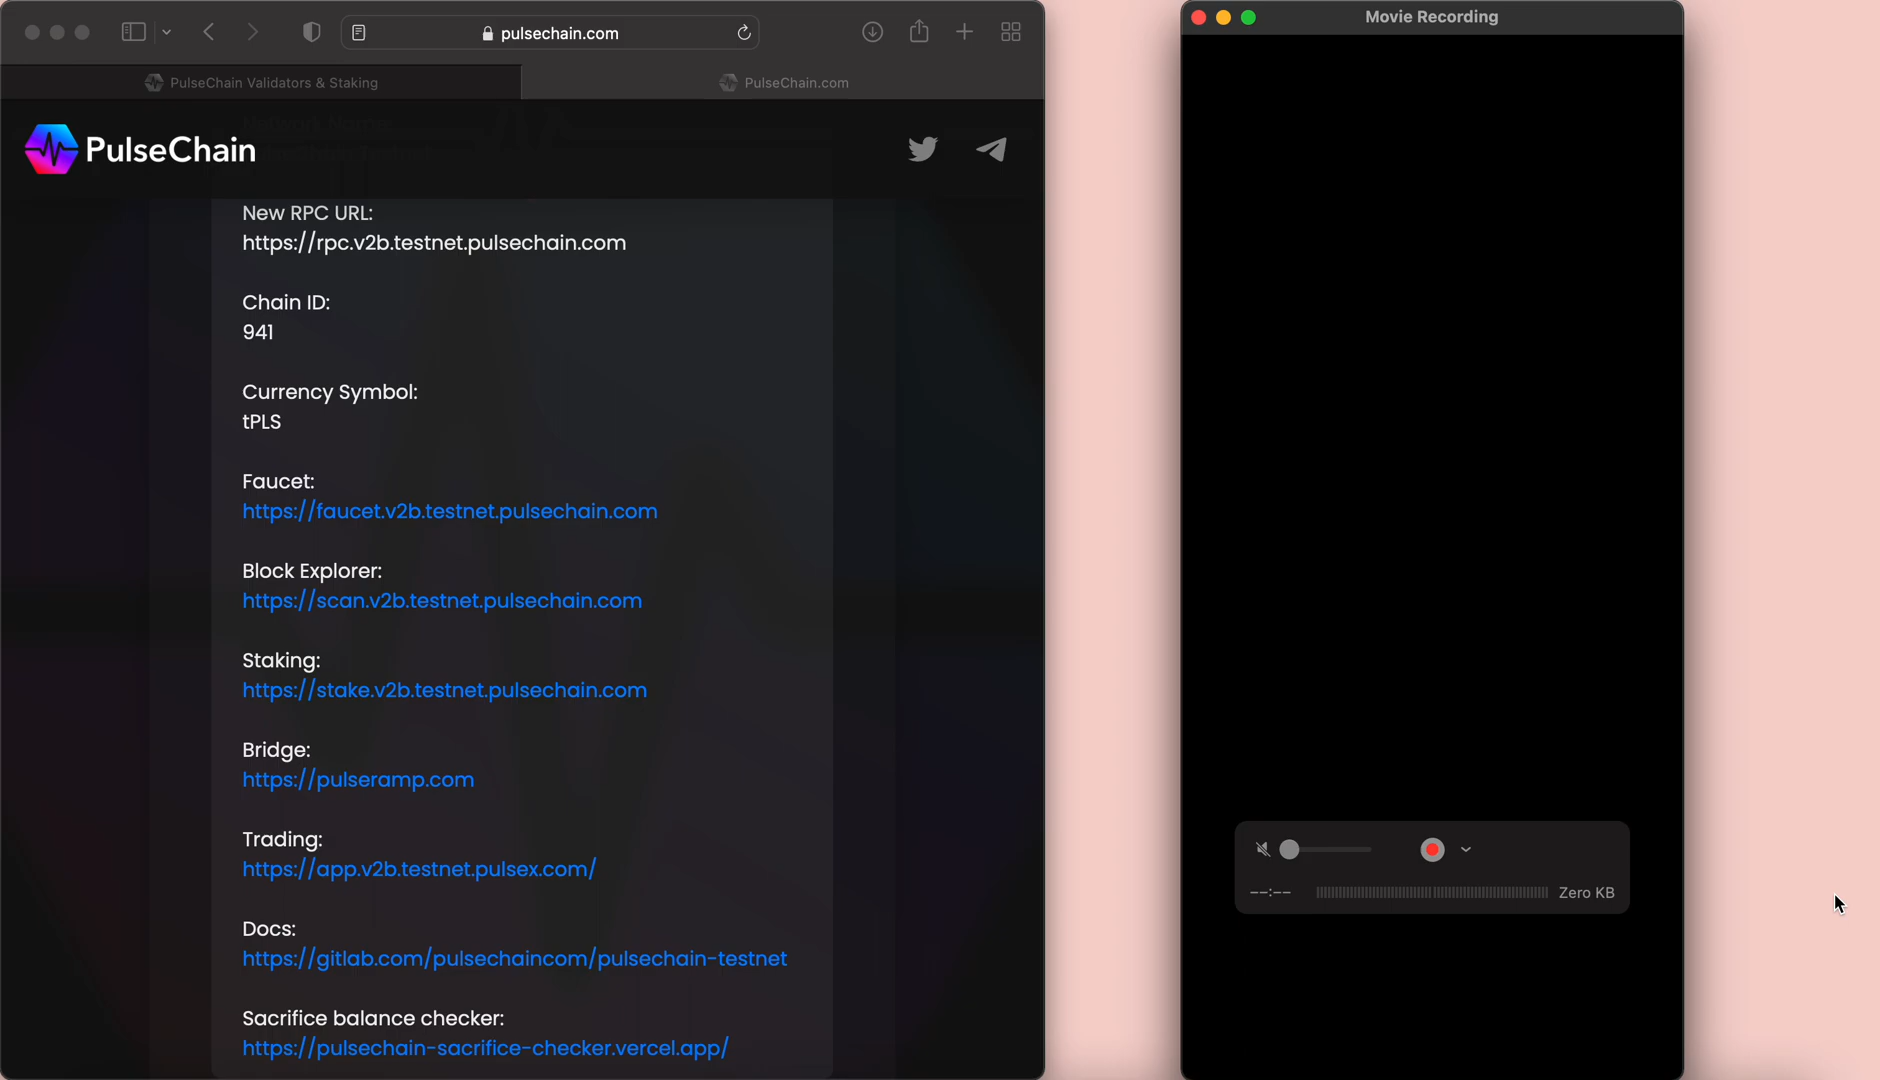 pulsechain.com
PulseChain Validators & Staking
PulseChain.com
Network Name:
PulseChain
New RPC URL:
https://rpc.v2b.testnet.pulsechain.com
Chain ID:
941
Currency Symbol:
tPLS
Faucet:
https://faucet.v2b.testnet.pulsechain.com
Block Explorer:
https://scan.v2b.testnet.pulsechain.com
Staking:
https://stake.v2b.testnet.pulsechain.com
Bridge:
https://pulseramp.com
Trading:
https://app.v2b.testnet.pulsex.com/
Docs:
https://gitlab.com/pulsechaincom/pulsechain-testnet
Sacrifice balance checker:
https://pulsechain-sacrifice-checker.vercel.app/
Movie Recording
--:--
Zero KB